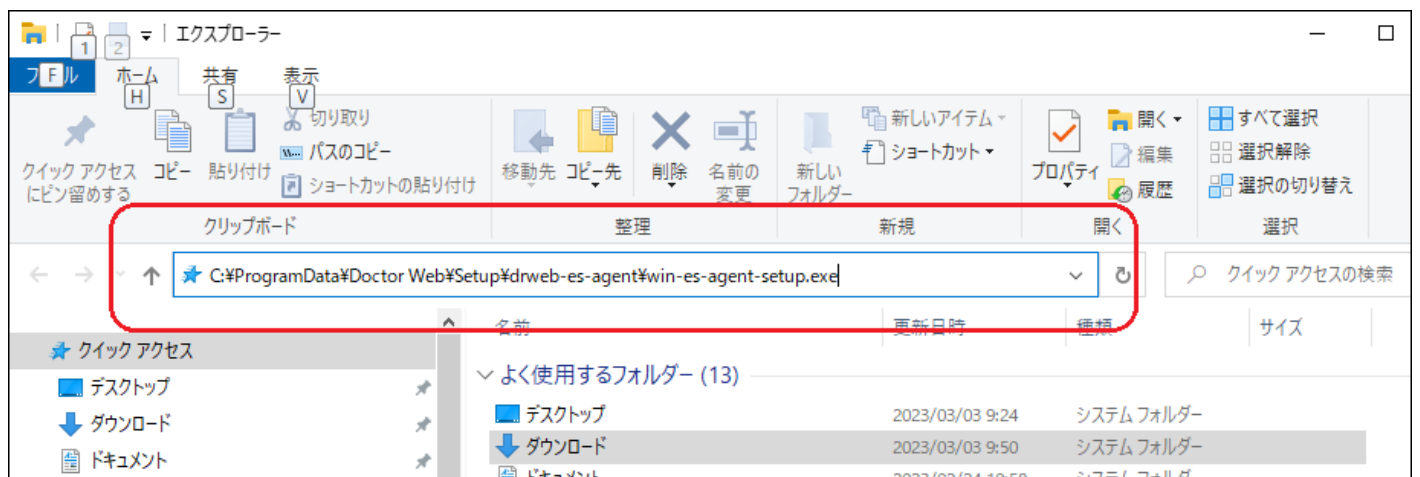 エクスプローラー
1 2
ファイル ホーム 共有 表示
F H S V
クイック アクセス
にピン留めする
コピー
貼り付け
切り取り
パスのコピー
ショートカットの貼り付け
移動先
コピー先
削除
名前の
変更
新しい
フォルダー
新しいアイテム
ショートカット
プロパティ
開く
編集
履歴
すべて選択
選択解除
選択の切り替え
クリップボード 整理 新規 開く 選択
C:¥ProgramData¥Doctor Web¥Setup¥drweb-es-agent¥win-es-agent-setup.exe
クイック アクセスの検索
名前 更新日時 種類 サイズ
クイック アクセス
デスクトップ
ダウンロード
ドキュメント
よく使用するフォルダー (13)
デスクトップ 2023/03/03 9:24 システム フォルダー
ダウンロード 2023/03/03 9:50 システム フォルダー
ドキュメント